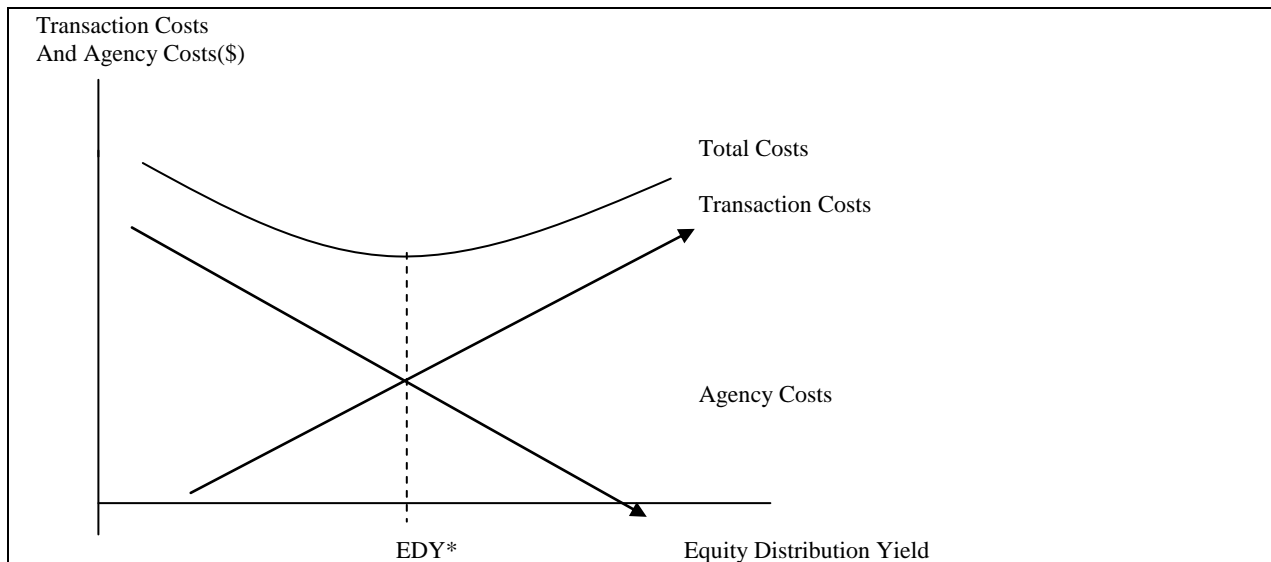 Transaction Costs
And Agency Costs($)
Total Costs
Transaction Costs
Agency Costs
EDY*
Equity Distribution Yield